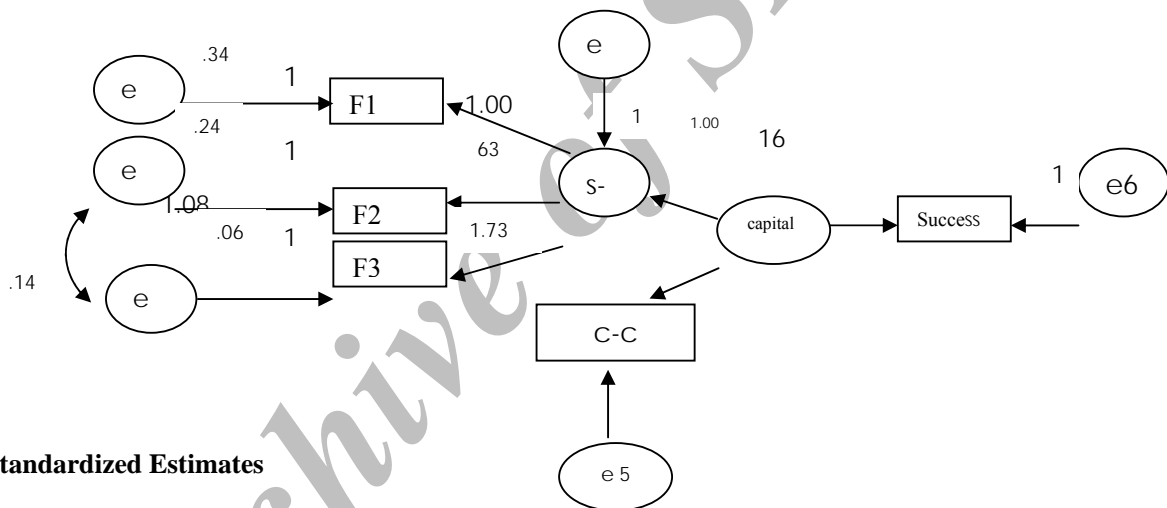 e
.34
1
e
F1
1.00
1
1.00
16
.24
1
63
e
S-
1
e6
1.08
F2
capital
Success
.06
1
1.73
F3
.14
e
C-C
tandardized Estimates
e 5